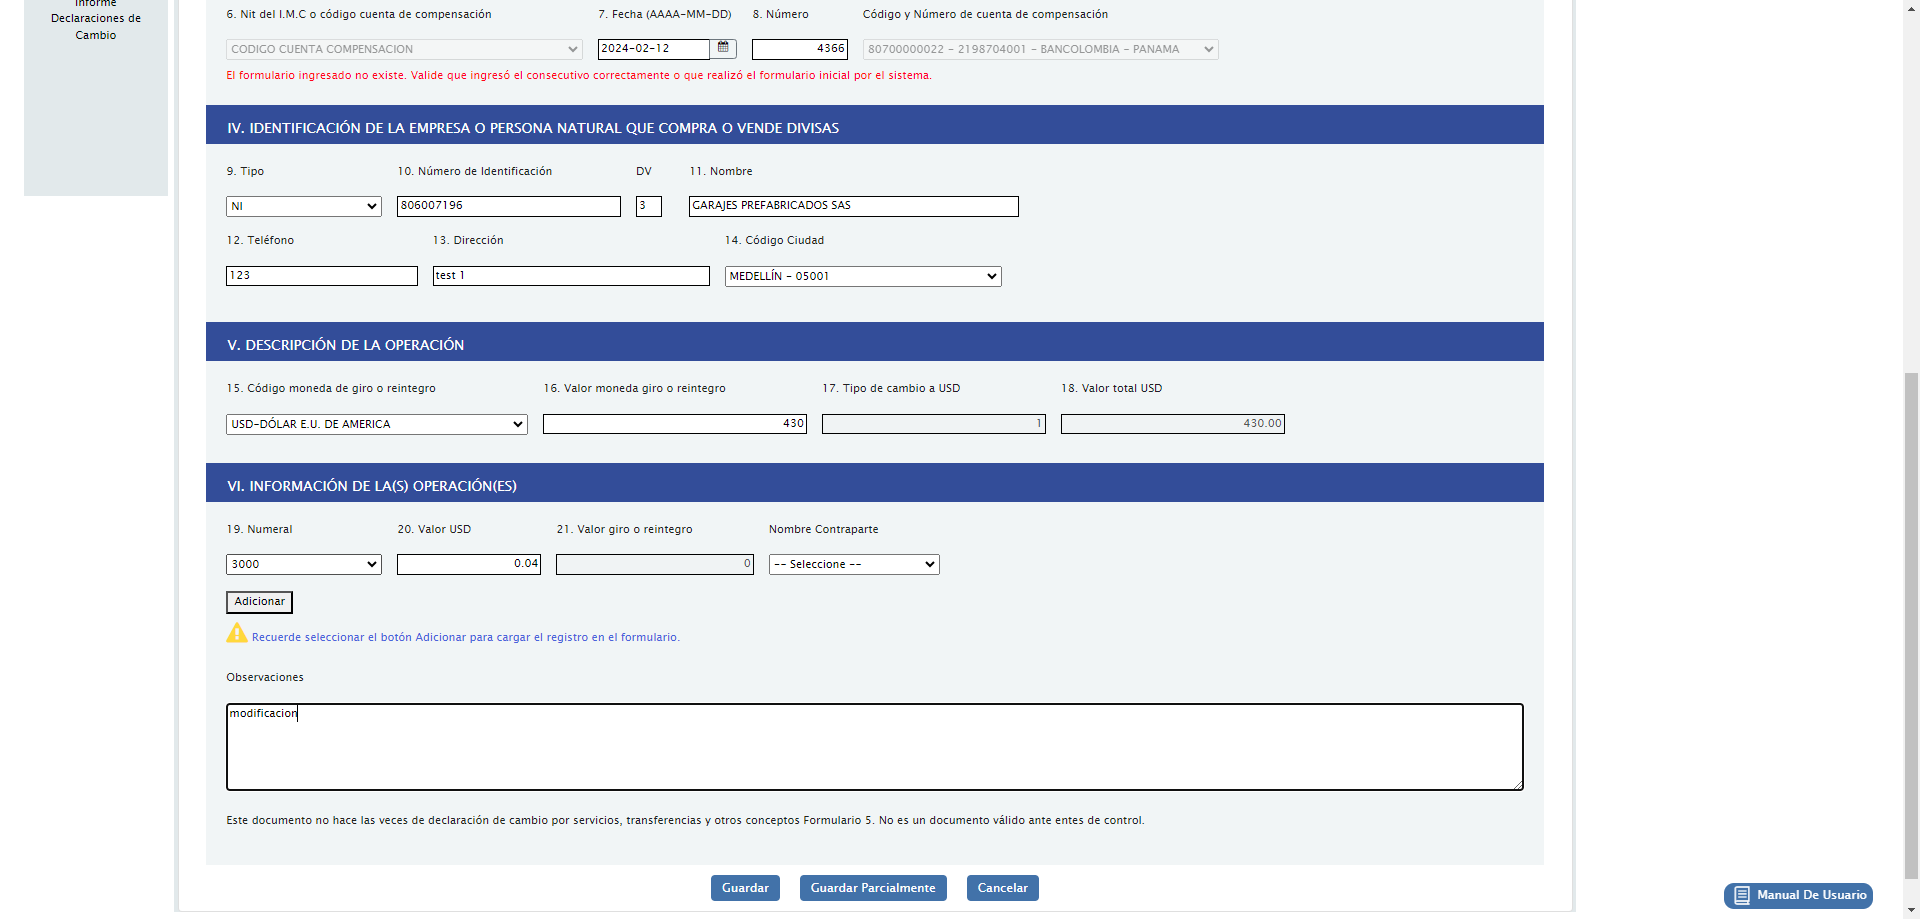 Informe
Declaraciones de
Cambio
6. Nit del I.M.C o código cuenta de compensación
7. Fecha (AAAA-MM-DD)
8. Número
Código y Número de cuenta de compensación
CODIGO CUENTA COMPENSACION
2024-02-12
4366
80700000022 - 2198704001 - BANCOLOMBIA - PANAMA
El formulario ingresado no existe. Valide que ingresó el consecutivo correctamente o que realizó el formulario inicial por el sistema.
IV. IDENTIFICACIÓN DE LA EMPRESA O PERSONA NATURAL QUE COMPRA O VENDE DIVISAS
9. Tipo
10. Número de Identificación
DV
11. Nombre
NI
806007196
3
GARAJES PREFABRICADOS SAS
12. Teléfono
13. Dirección
14. Código Ciudad
123
test 1
MEDELLÍN - 05001
V. DESCRIPCIÓN DE LA OPERACIÓN
15. Código moneda de giro o reintegro
16. Valor moneda giro o reintegro
17. Tipo de cambio a USD
18. Valor total USD
USD-DÓLAR E.U. DE AMERICA
430
1
430.00
VI. INFORMACIÓN DE LA(S) OPERACIÓN(ES)
19. Numeral
20. Valor USD
21. Valor giro o reintegro
Nombre Contraparte
3000
0.04
0
-- Seleccione --
Adicionar
Recuerde seleccionar el botón Adicionar para cargar el registro en el formulario.
Observaciones
modificacion
Este documento no hace las veces de declaración de cambio por servicios, transferencias y otros conceptos Formulario 5. No es un documento válido ante entes de control.
Guardar
Guardar Parcialmente
Cancelar
Manual De Usuario